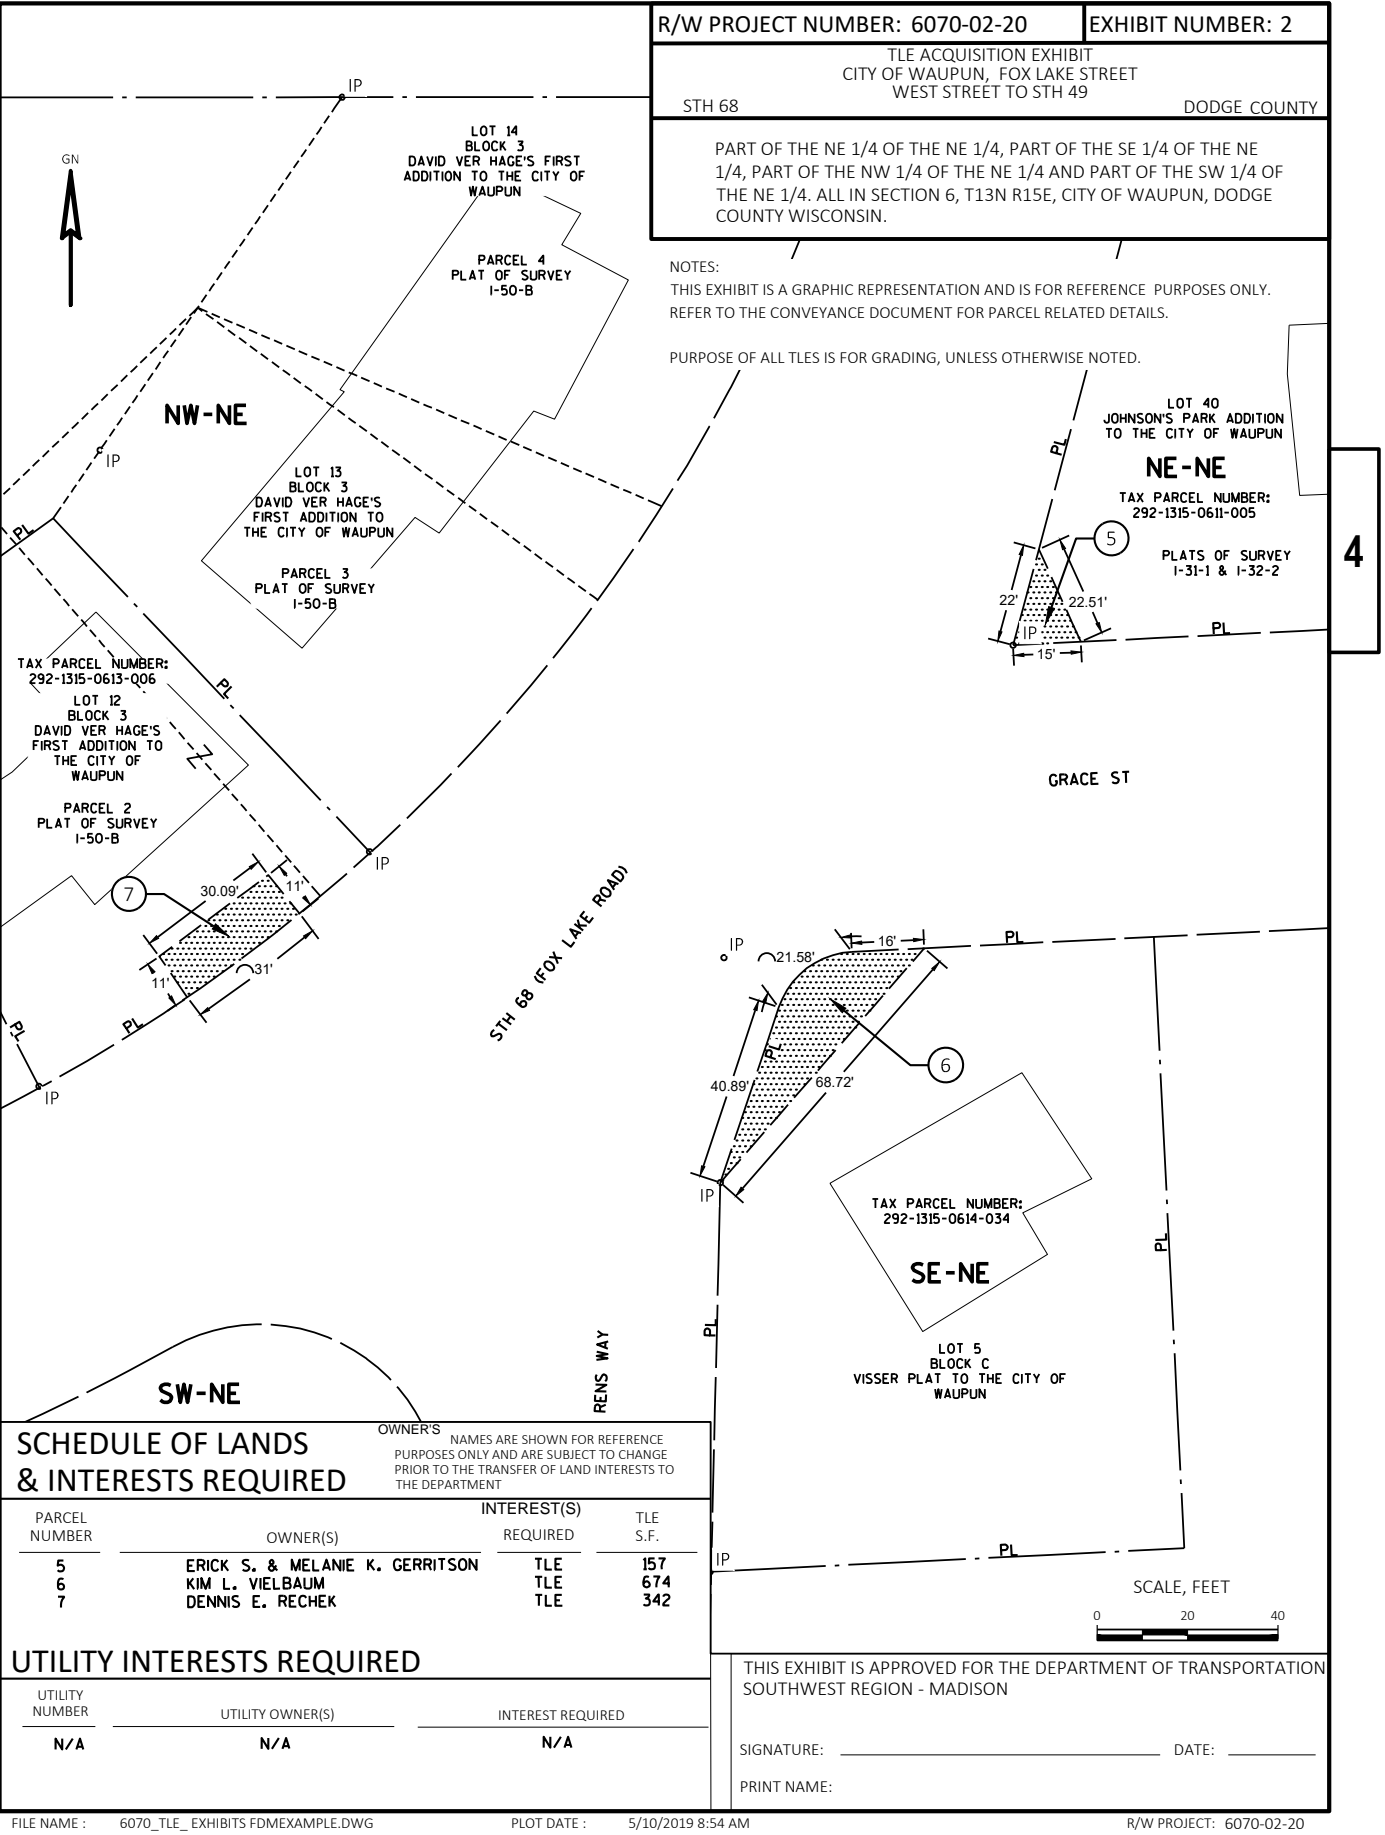 R/W PROJECT NUMBER: 6070-02-20
EXHIBIT NUMBER: 2
TLE ACQUISITION EXHIBIT
CITY OF WAUPUN, FOX LAKE STREET
WEST STREET TO STH 49
STH 68
DODGE COUNTY
PART OF THE NE 1/4 OF THE NE 1/4, PART OF THE SE 1/4 OF THE NE
1/4, PART OF THE NW 1/4 OF THE NE 1/4 AND PART OF THE SW 1/4 OF
THE NE 1/4. ALL IN SECTION 6, T13N R15E, CITY OF WAUPUN, DODGE
COUNTY WISCONSIN.
NOTES:
THIS EXHIBIT IS A GRAPHIC REPRESENTATION AND IS FOR REFERENCE PURPOSES ONLY.
REFER TO THE CONVEYANCE DOCUMENT FOR PARCEL RELATED DETAILS.
PURPOSE OF ALL TLES IS FOR GRADING, UNLESS OTHERWISE NOTED.
IP
GN
LOT 14
BLOCK 3
DAVID VER HAGE'S FIRST
ADDITION TO THE CITY OF
WAUPUN
PARCEL 4
PLAT OF SURVEY
1-50-B
NW-NE
IP
PL
LOT 13
BLOCK 3
DAVID VER HAGE'S
FIRST ADDITION TO
THE CITY OF WAUPUN
PARCEL 3
PLAT OF SURVEY
1-50-B
LOT 40
JOHNSON'S PARK ADDITION
TO THE CITY OF WAUPUN
PL
NE-NE
TAX PARCEL NUMBER:
292-1315-0611-005
5
PLATS OF SURVEY
1-31-1 & 1-32-2
4
22'
22.51'
IP
PL
15'
TAX PARCEL NUMBER:
292-1315-0613-006
PL
LOT 12
BLOCK 3
DAVID VER HAGE'S
FIRST ADDITION TO
THE CITY OF
WAUPUN
PARCEL 2
PLAT OF SURVEY
1-50-B
Z
GRACE ST
IP
7
30.09'
11'
31'
11'
PL
PL
IP
STH 68 (FOX LAKE ROAD)
IP
21.58'
16'
PL
PL
40.89'
68.72'
6
IP
TAX PARCEL NUMBER:
292-1315-0614-034
SE-NE
PL
PL
LOT 5
BLOCK C
VISSER PLAT TO THE CITY OF
WAUPUN
RENS WAY
SW-NE
IP
PL
SCALE, FEET
0 20 40
SCHEDULE OF LANDS
& INTERESTS REQUIRED
OWNER'S NAMES ARE SHOWN FOR REFERENCE
PURPOSES ONLY AND ARE SUBJECT TO CHANGE
PRIOR TO THE TRANSFER OF LAND INTERESTS TO
THE DEPARTMENT
PARCEL
NUMBER
OWNER(S)
INTEREST(S)
REQUIRED
TLE
S.F.
5 ERICK S. & MELANIE K. GERRITSON TLE 157
6 KIM L. VIELBAUM TLE 674
7 DENNIS E. RECHEK TLE 342
UTILITY INTERESTS REQUIRED
UTILITY
NUMBER
UTILITY OWNER(S)
INTEREST REQUIRED
N/A N/A N/A
THIS EXHIBIT IS APPROVED FOR THE DEPARTMENT OF TRANSPORTATION
SOUTHWEST REGION - MADISON
SIGNATURE:
DATE:
PRINT NAME:
FILE NAME : 6070_TLE_ EXHIBITS FDMEXAMPLE.DWG
PLOT DATE : 5/10/2019 8:54 AM
R/W PROJECT: 6070-02-20